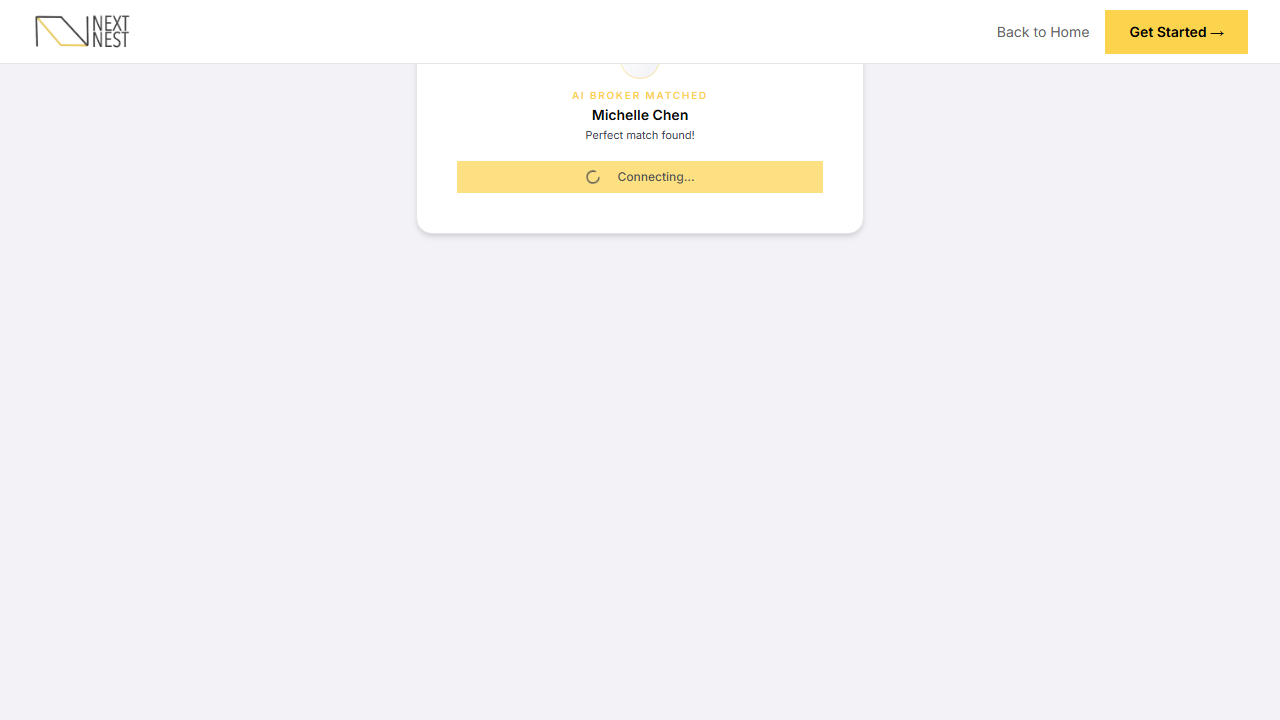 NEXT
NEST
Back to Home
Get Started →
AI BROKER MATCHED
Michelle Chen
Perfect match found!
Connecting...